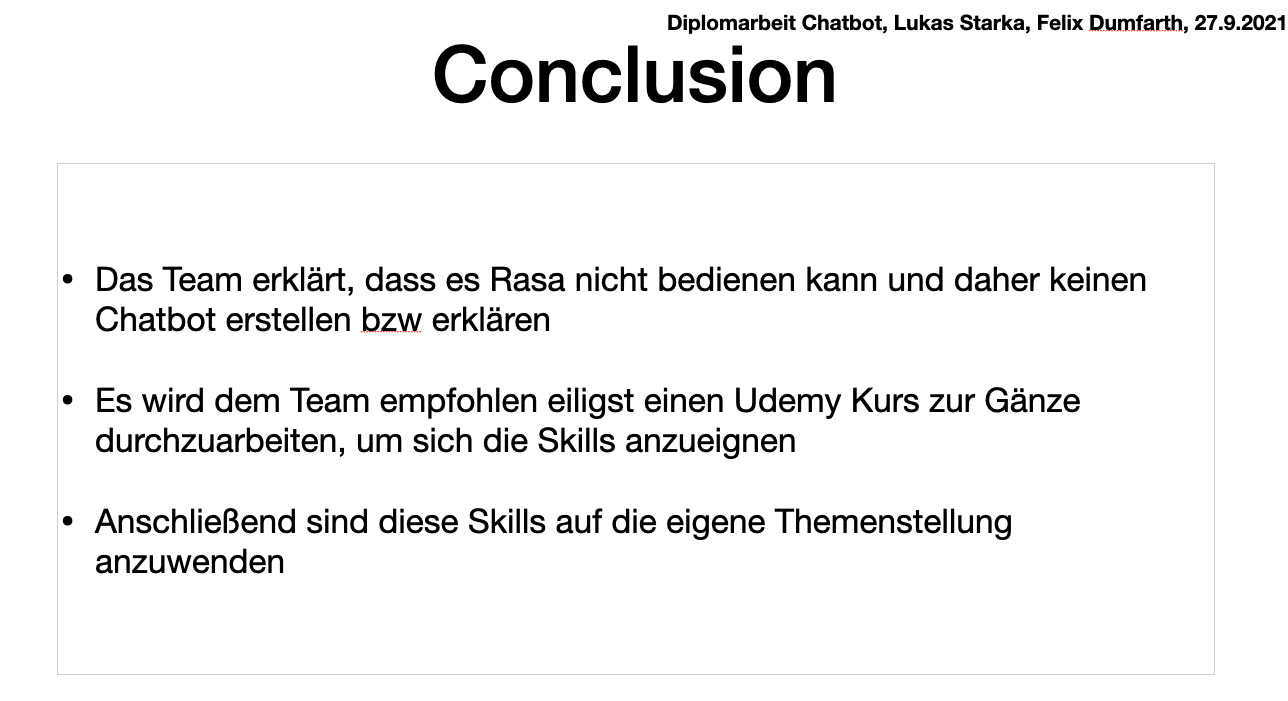 Diplomarbeit Chatbot, Lukas Starka, Felix Dumfarth, 27.9.2021
Conclusion
• Das Team erklärt, dass es Rasa nicht bedienen kann und daher keinen
Chatbot erstellen bzw erklären
• Es wird dem Team empfohlen eiligst einen Udemy Kurs zur Gänze
durchzuarbeiten, um sich die Skills anzueignen
• Anschließend sind diese Skills auf die eigene Themenstellung
anzuwenden